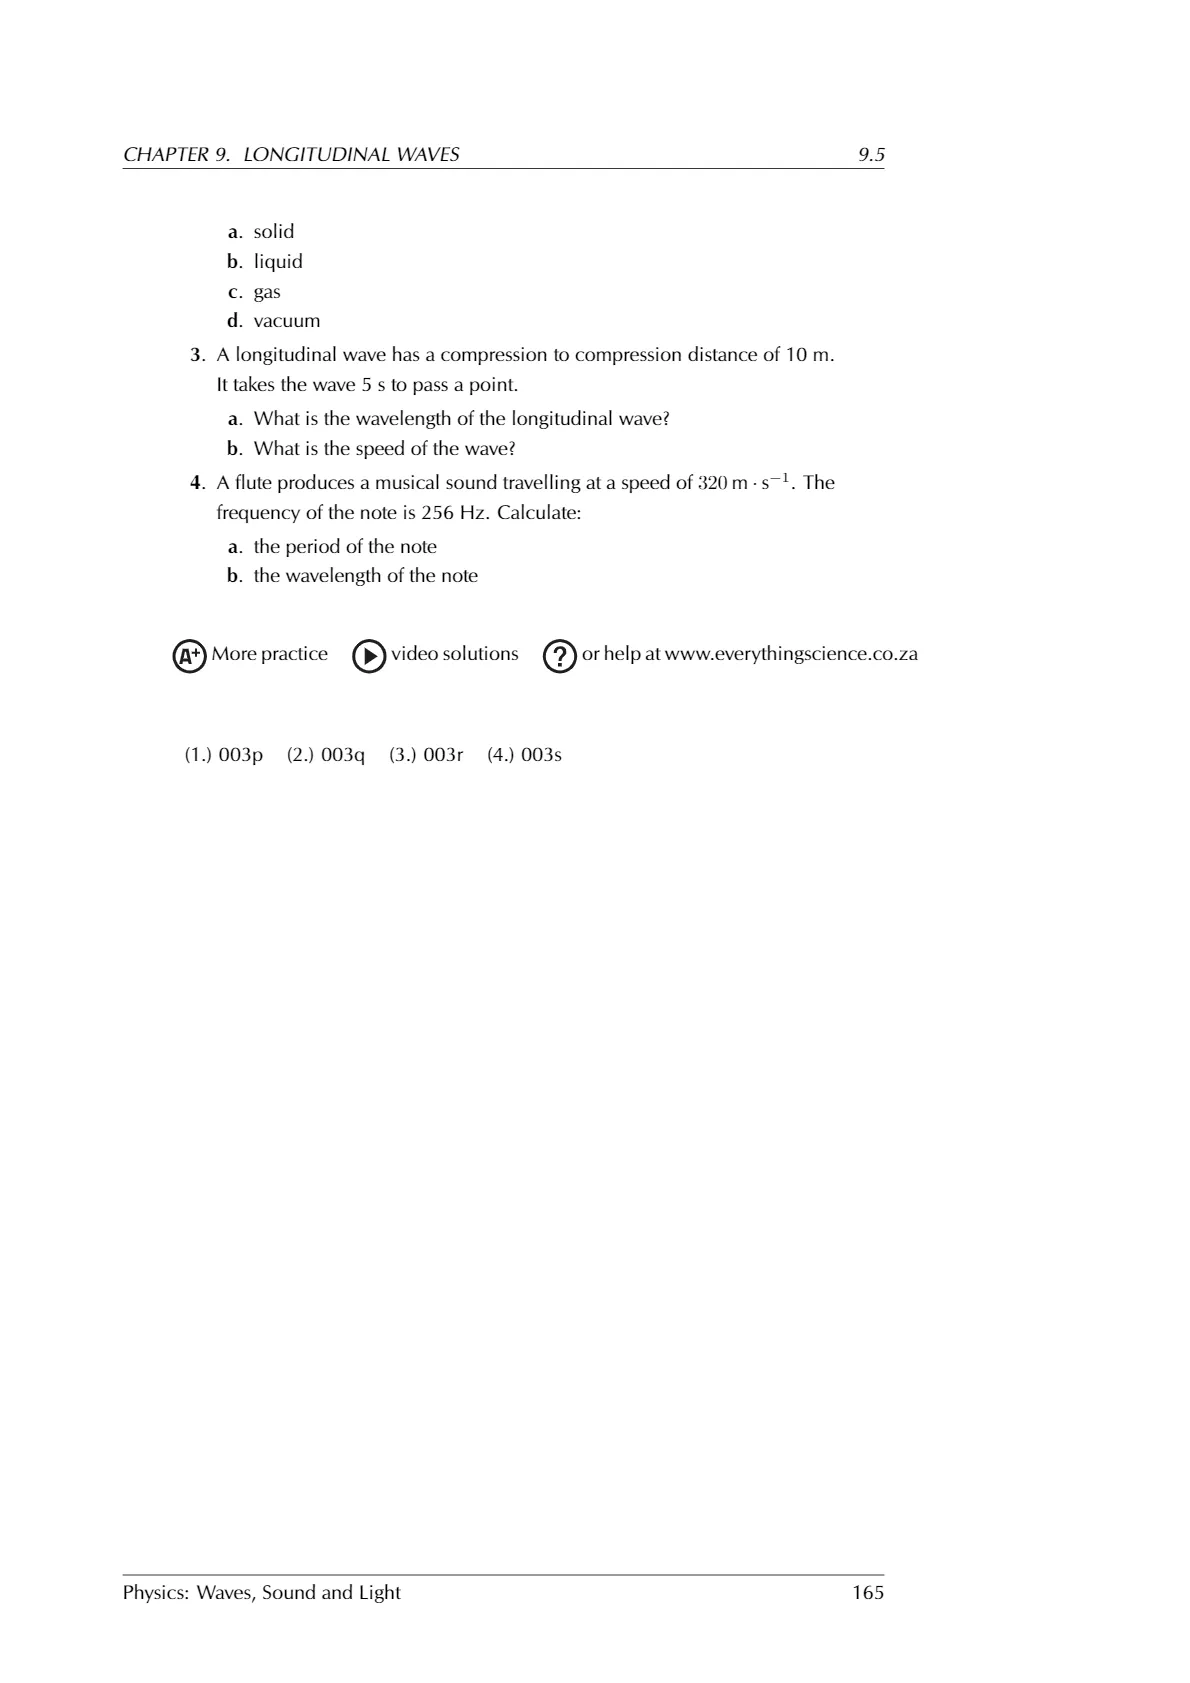 CHAPTER 9. LONGITUDINAL WAVES 9.5
a. solid
b. liquid
c. gas
d. vacuum
3. A longitudinal wave has a compression to compression distance of 10 m.
It takes the wave 5 s to pass a point.
a. What is the wavelength of the longitudinal wave?
b. What is the speed of the wave?
4. A flute produces a musical sound travelling at a speed of 320 m · s⁻¹. The
frequency of the note is 256 Hz. Calculate:
a. the period of the note
b. the wavelength of the note
A+ More practice ? video solutions ? or help at www.everythingscience.co.za
(1.) 003p (2.) 003q (3.) 003r (4.) 003s
Physics: Waves, Sound and Light 165